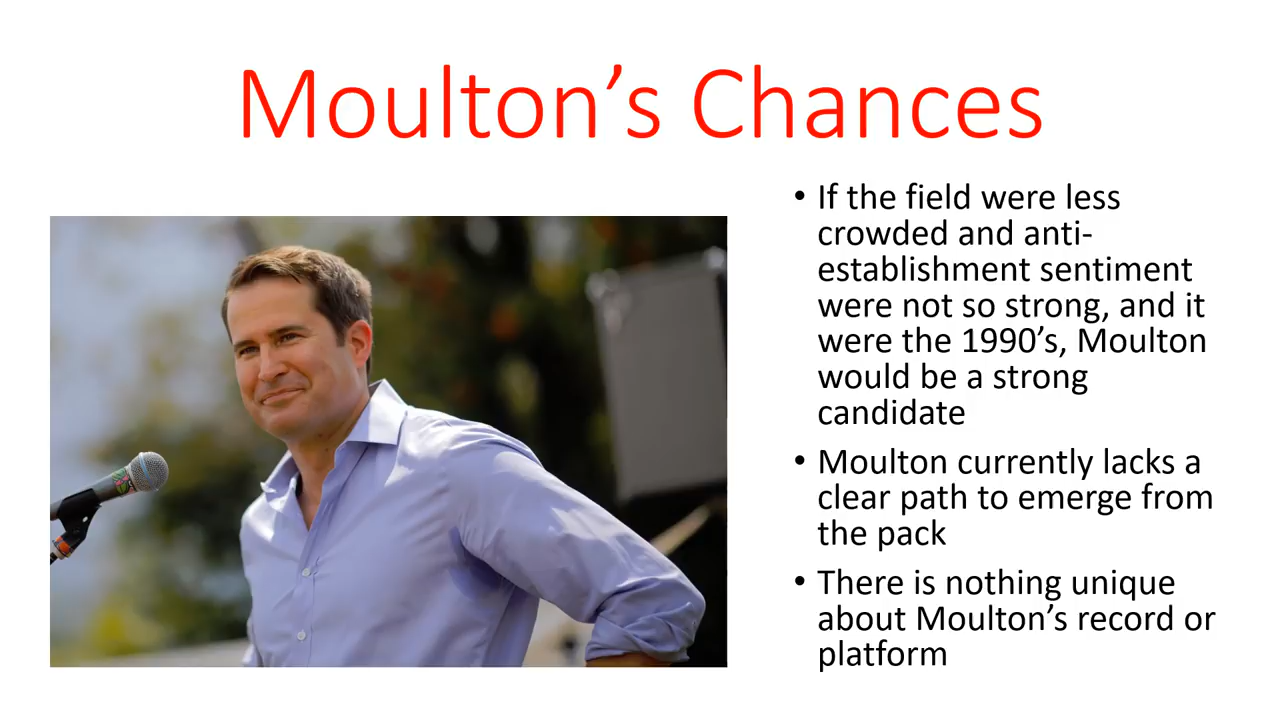 Moulton’s Chances
• If the field were less
crowded and anti-
establishment sentiment
were not so strong, and it
were the 1990’s, Moulton
would be a strong
candidate
• Moulton currently lacks a
clear path to emerge from
the pack
• There is nothing unique
about Moulton’s record or
platform